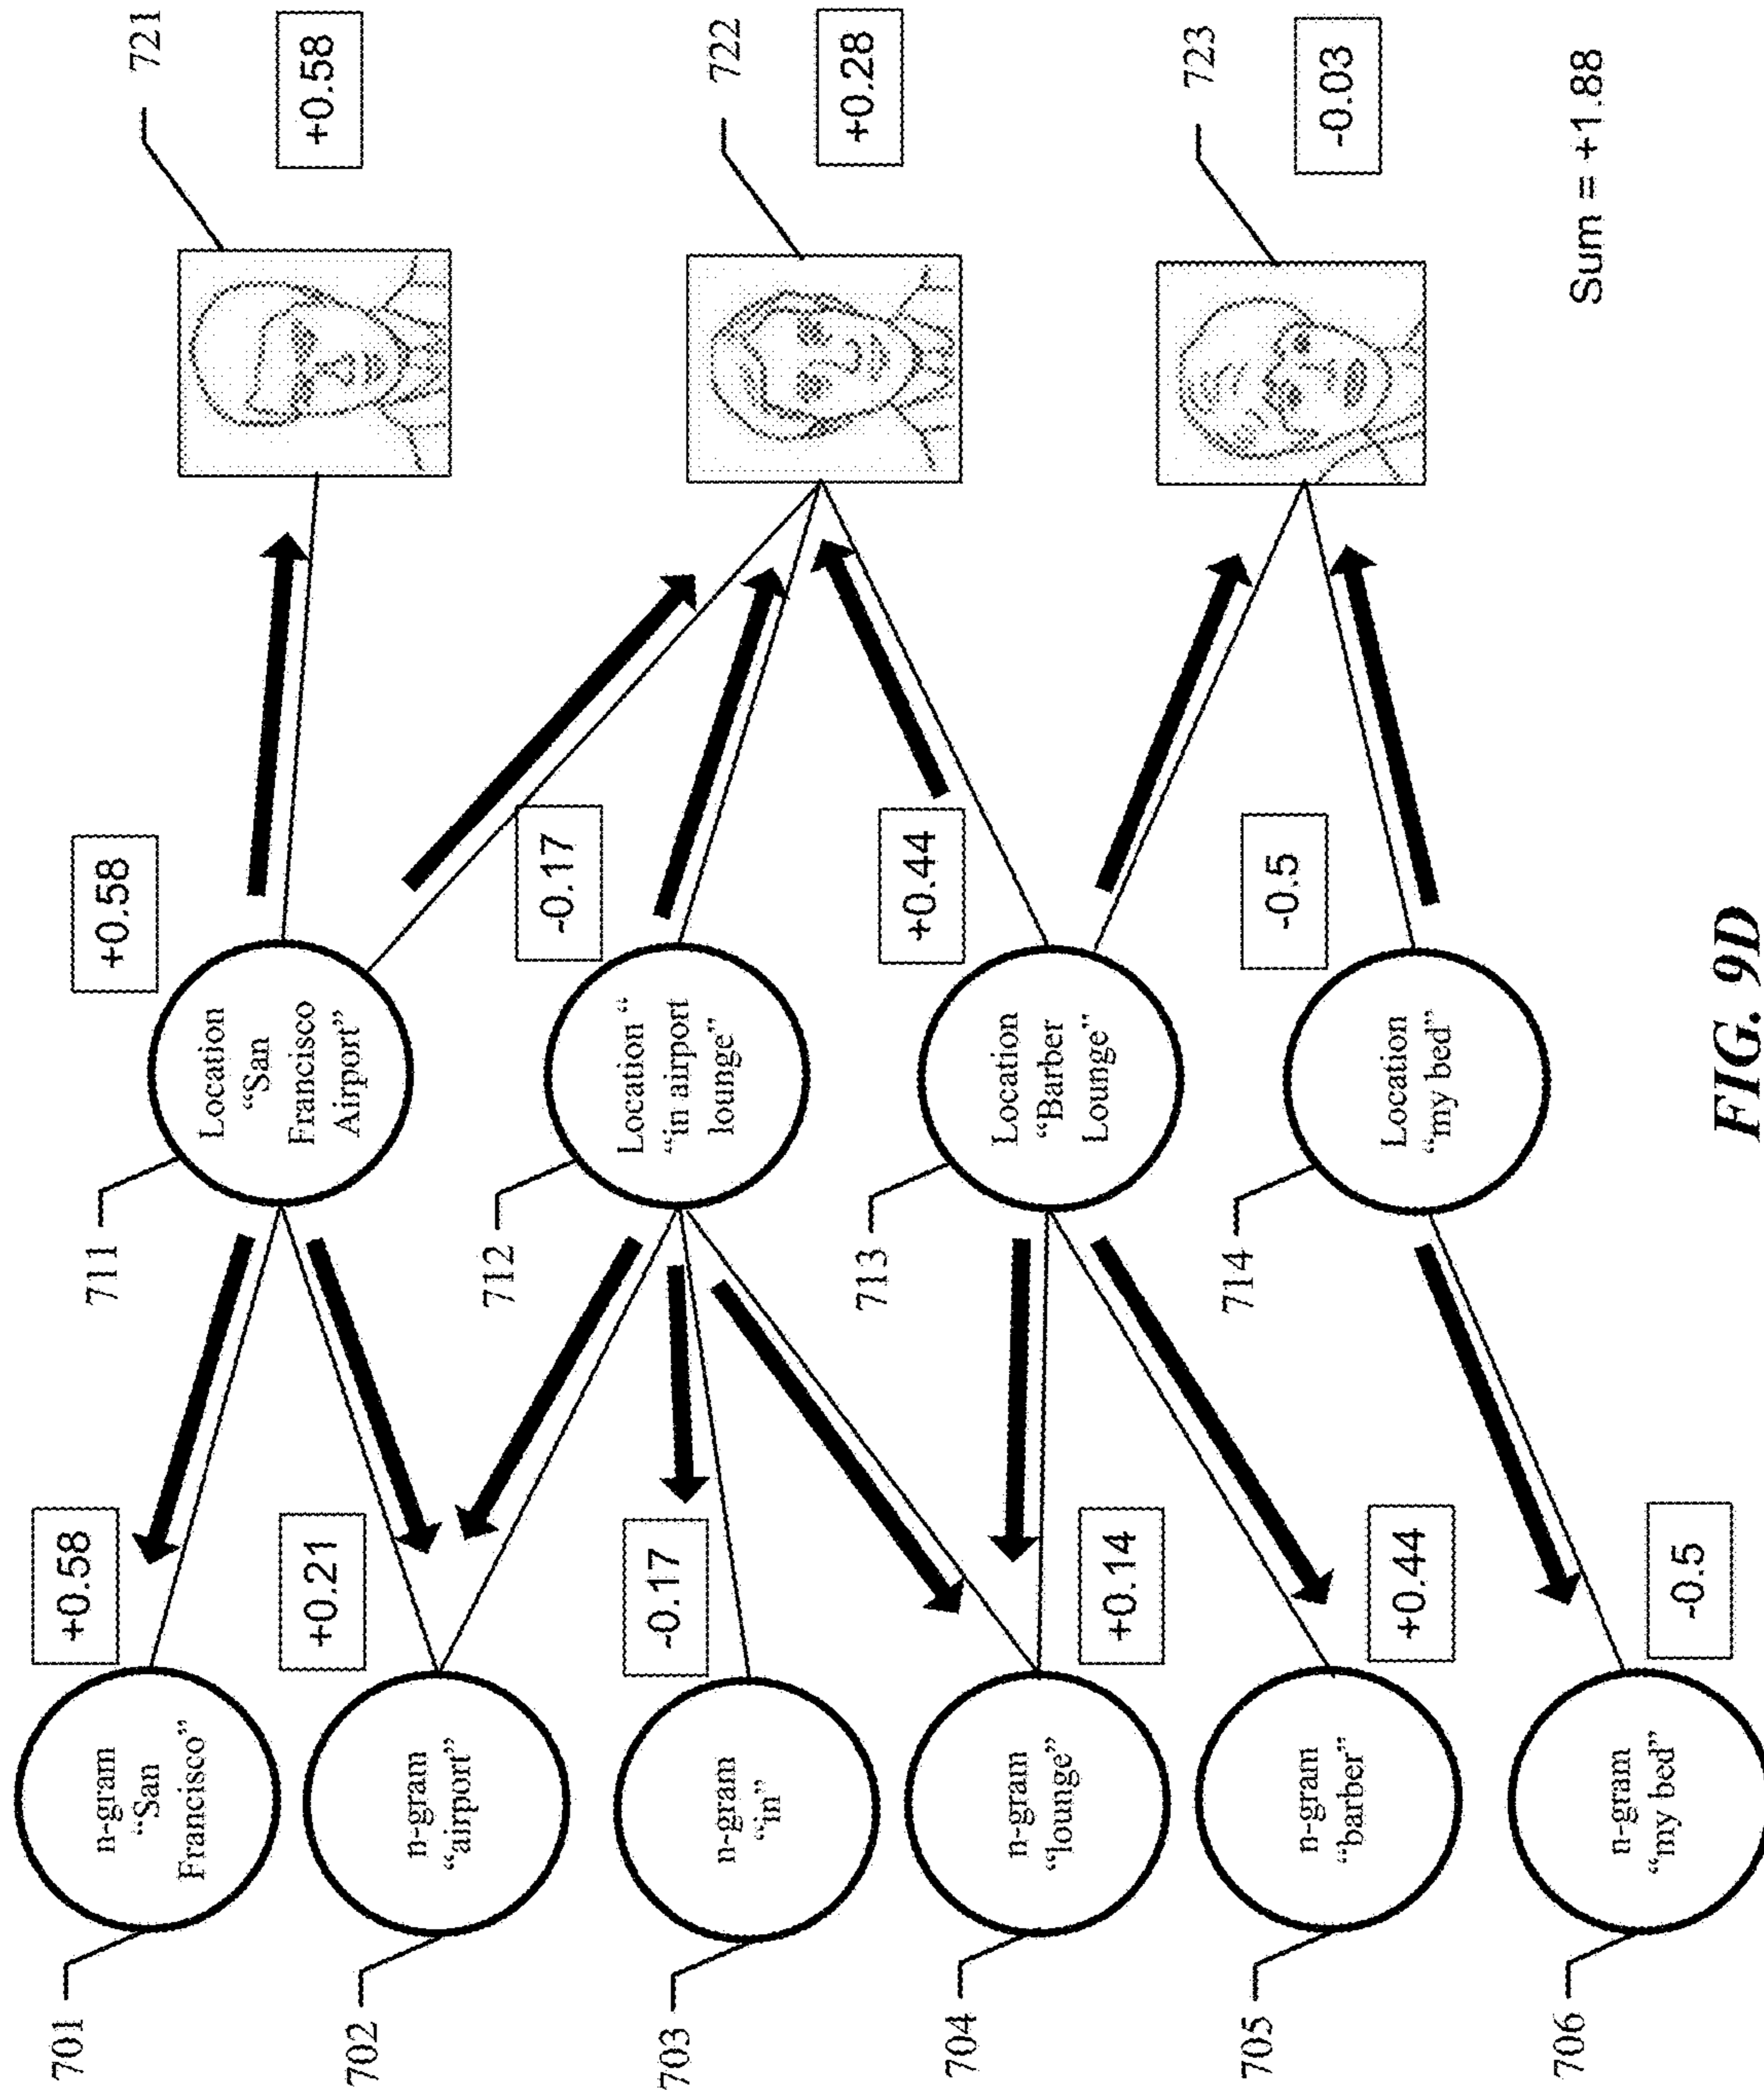 701
n-gram
“San
Francisco”
+0.58
702
n-gram
“airport”
+0.21
703
n-gram
“in”
-0.17
704
n-gram
“lounge”
+0.14
705
n-gram
“barber”
+0.44
706
n-gram
“my bed”
-0.5
711
Location
“San
Francisco
Airport”
+0.58
712
Location “
“in airport
lounge”
-0.17
713
Location
“Barber
Lounge”
+0.44
714
Location
“my bed”
-0.5
721
+0.58
722
+0.28
723
-0.03
Sum = +1.88
FIG. 9D